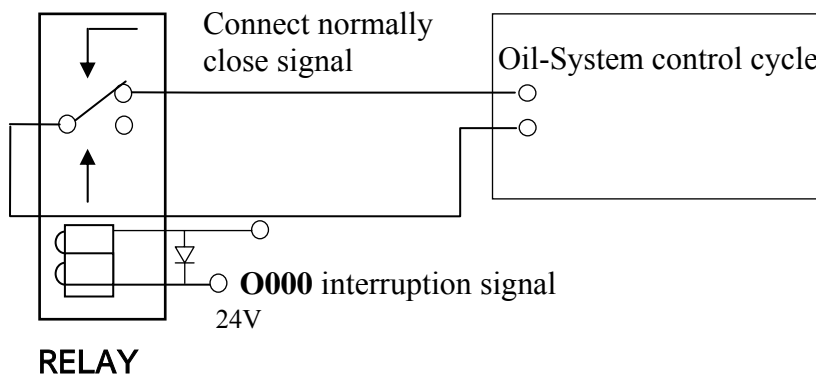 Connect normally
close signal
Oil-System control cycle
O000 interruption signal
24V
RELAY